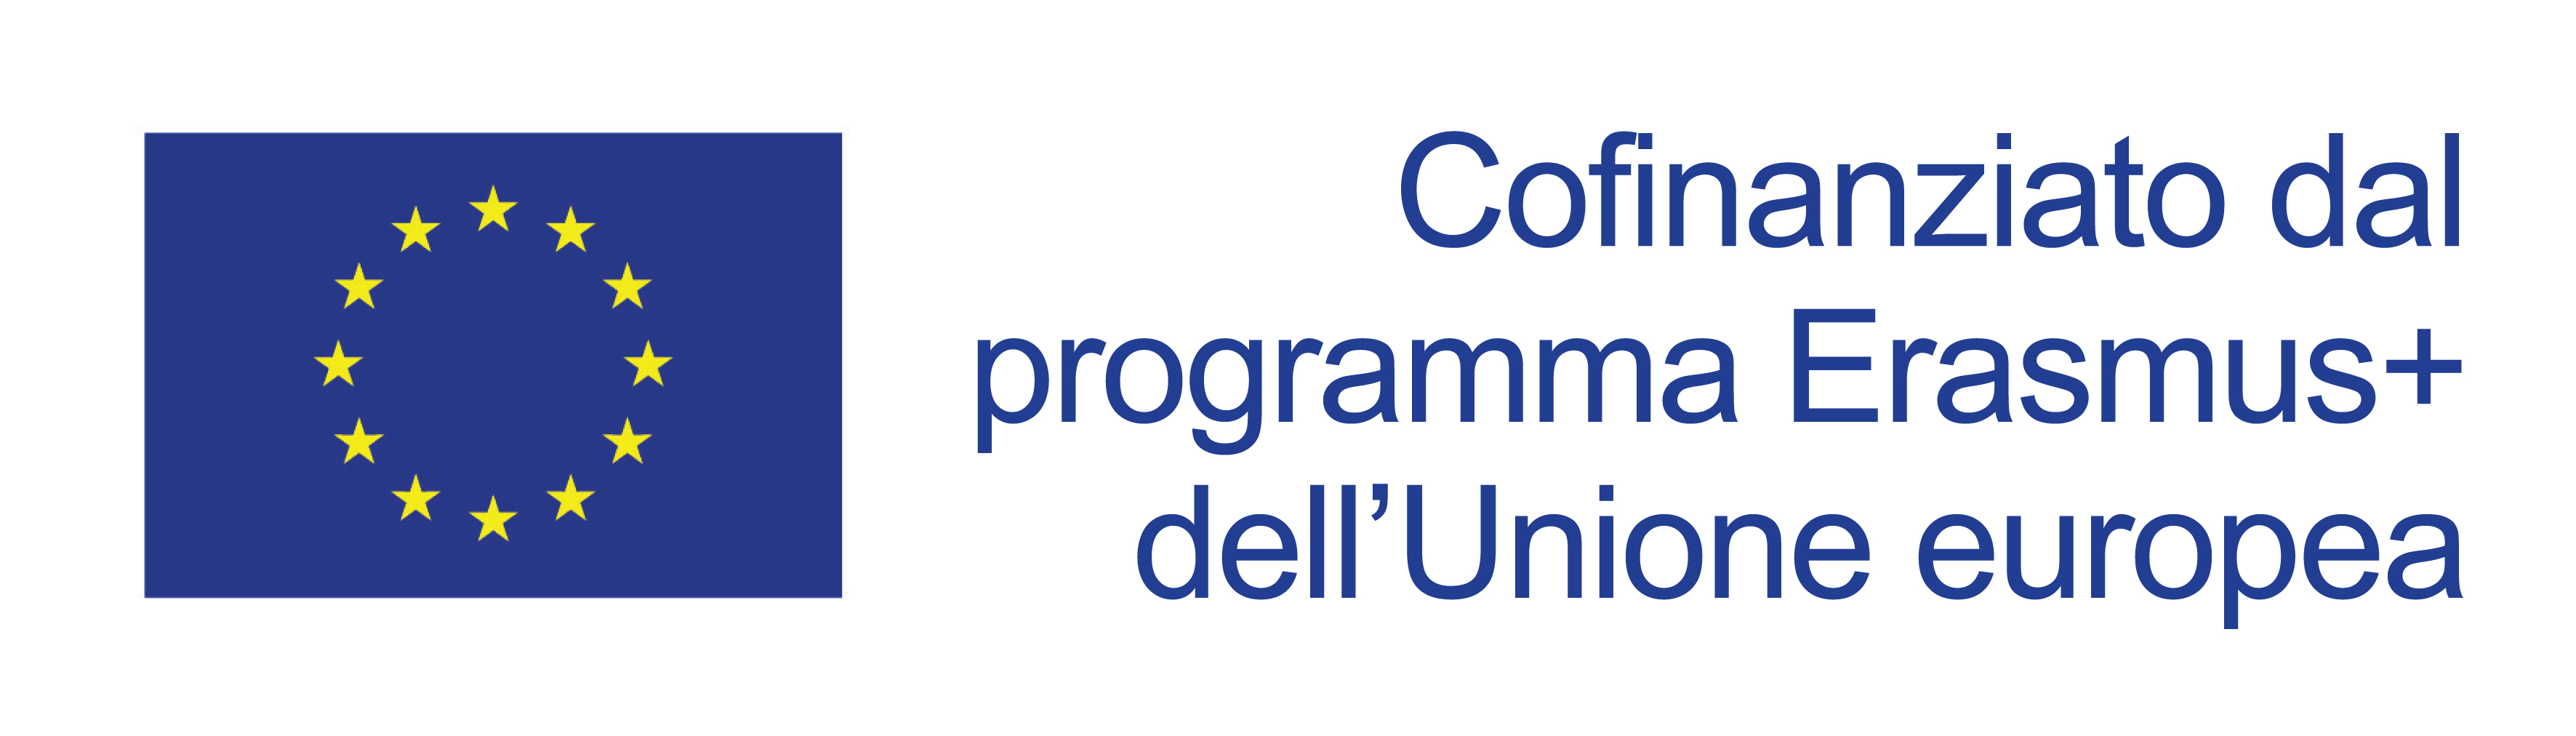 Cofinanziato dal
programma Erasmus+
dell’Unione europea